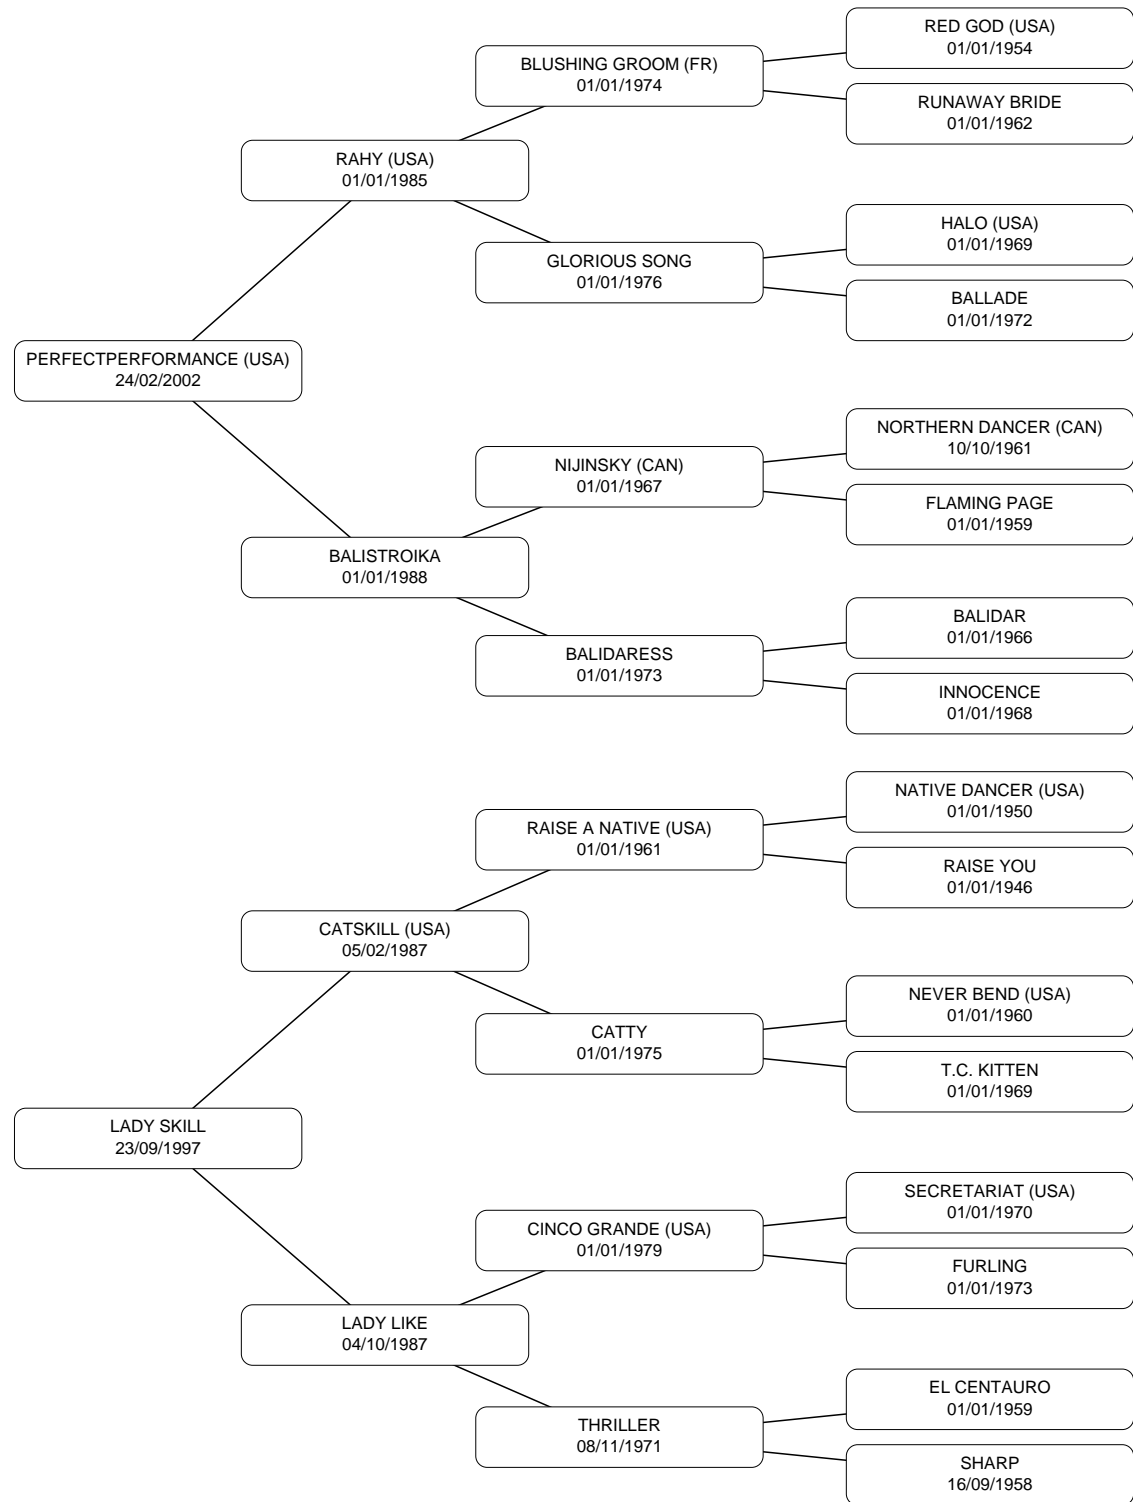 RED GOD (USA)
01/01/1954
BLUSHING GROOM (FR)
01/01/1974
RUNAWAY BRIDE
01/01/1962
RAHY (USA)
01/01/1985
HALO (USA)
01/01/1969
GLORIOUS SONG
01/01/1976
BALLADE
01/01/1972
PERFECTPERFORMANCE (USA)
24/02/2002
NORTHERN DANCER (CAN)
10/10/1961
NIJINSKY (CAN)
01/01/1967
FLAMING PAGE
01/01/1959
BALISTROIKA
01/01/1988
BALIDAR
01/01/1966
BALIDARESS
01/01/1973
INNOCENCE
01/01/1968
NATIVE DANCER (USA)
01/01/1950
RAISE A NATIVE (USA)
01/01/1961
RAISE YOU
01/01/1946
CATSKILL (USA)
05/02/1987
NEVER BEND (USA)
01/01/1960
CATTY
01/01/1975
T.C. KITTEN
01/01/1969
LADY SKILL
23/09/1997
SECRETARIAT (USA)
01/01/1970
CINCO GRANDE (USA)
01/01/1979
FURLING
01/01/1973
LADY LIKE
04/10/1987
EL CENTAURO
01/01/1959
THRILLER
08/11/1971
SHARP
16/09/1958